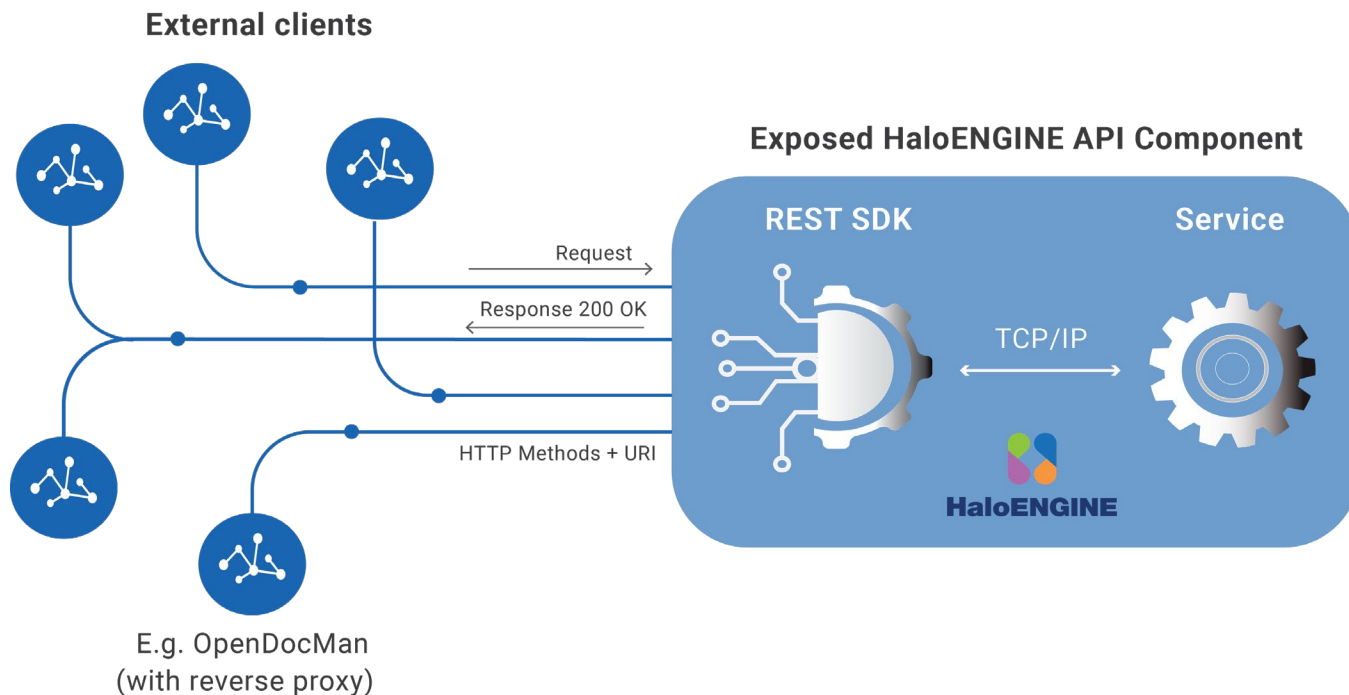 External clients
Exposed HaloENGINE API Component
REST SDK
Service
Request
Response 200 OK
TCP/IP
HTTP Methods + URI
HaloENGINE
E.g. OpenDocMan
(with reverse proxy)